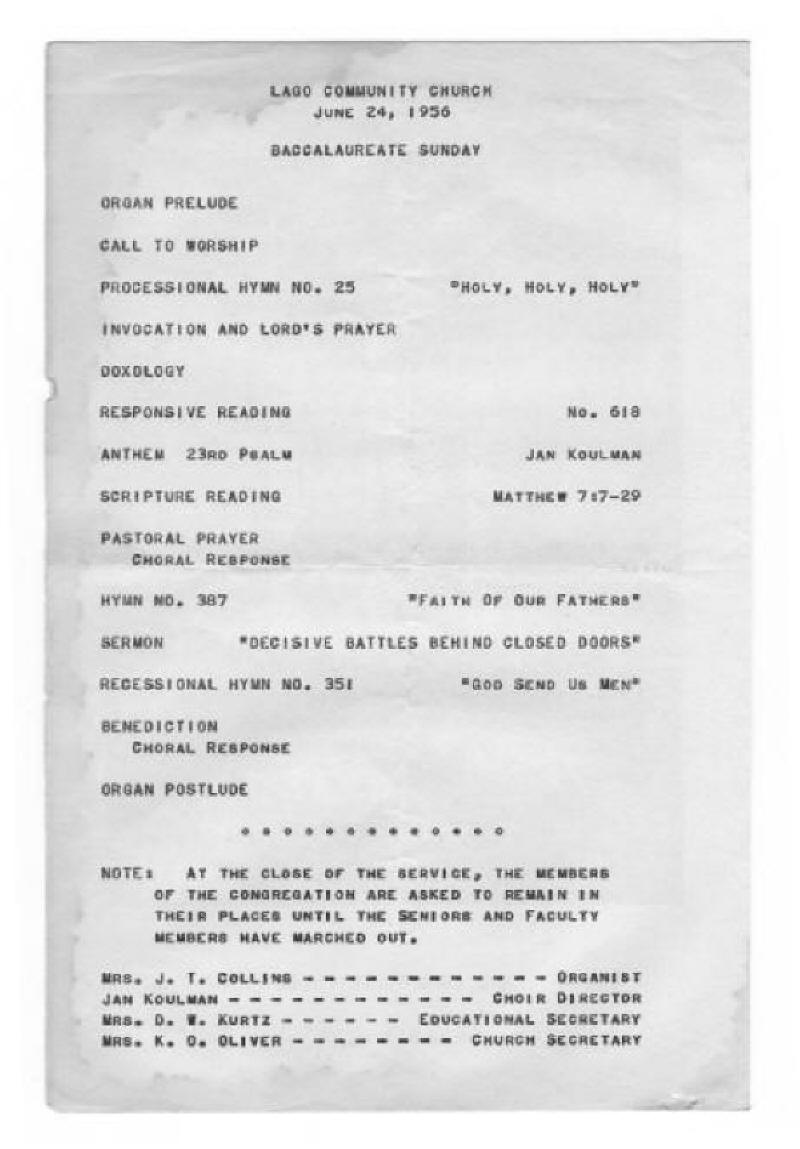 LAGO COMMUNITY CHURCH
JUNE 24, 1956
BACCALAUREATE SUNDAY
ORGAN PRELUDE
CALL TO WORSHIP
PROCESSIONAL HYMN NO. 25 "HOLY, HOLY, HOLY"
INVOCATION AND LORD'S PRAYER
DOXOLOGY
RESPONSIVE READING No. 618
ANTHEM 23RD PSALM JAN KOULMAN
SCRIPTURE READING MATTHEW 7:7-29
PASTORAL PRAYER
CHORAL RESPONSE
HYMN NO. 387 "FAITH OF OUR FATHERS"
SERMON "DECISIVE BATTLES BEHIND CLOSED DOORS"
RECESSIONAL HYMN NO. 351 "GOD SEND US MEN"
BENEDICTION
CHORAL RESPONSE
ORGAN POSTLUDE
* * * * * * * * * * * * *
NOTE: AT THE CLOSE OF THE SERVICE, THE MEMBERS
OF THE CONGREGATION ARE ASKED TO REMAIN IN
THEIR PLACES UNTIL THE SENIORS AND FACULTY
MEMBERS HAVE MARCHED OUT.
MRS. J. T. COLLINS - - - - - - - - - - - - ORGANIST
JAN KOULMAN - - - - - - - - - - - - CHOIR DIRECTOR
MRS. D. W. KURTZ - - - - - - EDUCATIONAL SECRETARY
MRS. K. O. OLIVER - - - - - - - - CHURCH SECRETARY